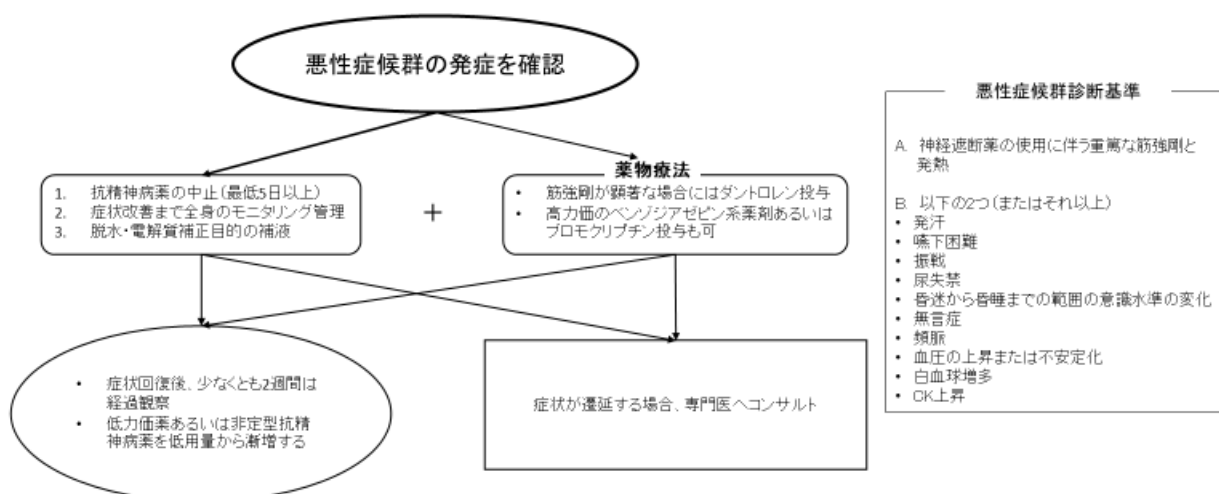 悪性症候群の発症を確認
薬物療法
1. 抗精神病薬の中止(最低5日以上)
2. 症状改善まで全身のモニタリング管理
3. 脱水・電解質補正目的の補液
+
• 筋強剛が顕著な場合にはダントロレン投与
• 高力価のベンゾジアゼピン系薬剤あるいは
ブロモクリプチン投与も可
• 症状回復後、少なくとも2週間は
経過観察
• 低力価薬あるいは非定型抗精
神病薬を低用量から漸増する
症状が遷延する場合、専門医へコンサルト
悪性症候群診断基準
A. 神経遮断薬の使用に伴う重篤な筋強剛と
発熱
B. 以下の2つ(またはそれ以上)
• 発汗
• 嚥下困難
• 振戦
• 尿失禁
• 昏迷から昏睡までの範囲の意識水準の変化
• 無言症
• 頻脈
• 血圧の上昇または不安定化
• 白血球増多
• CK上昇